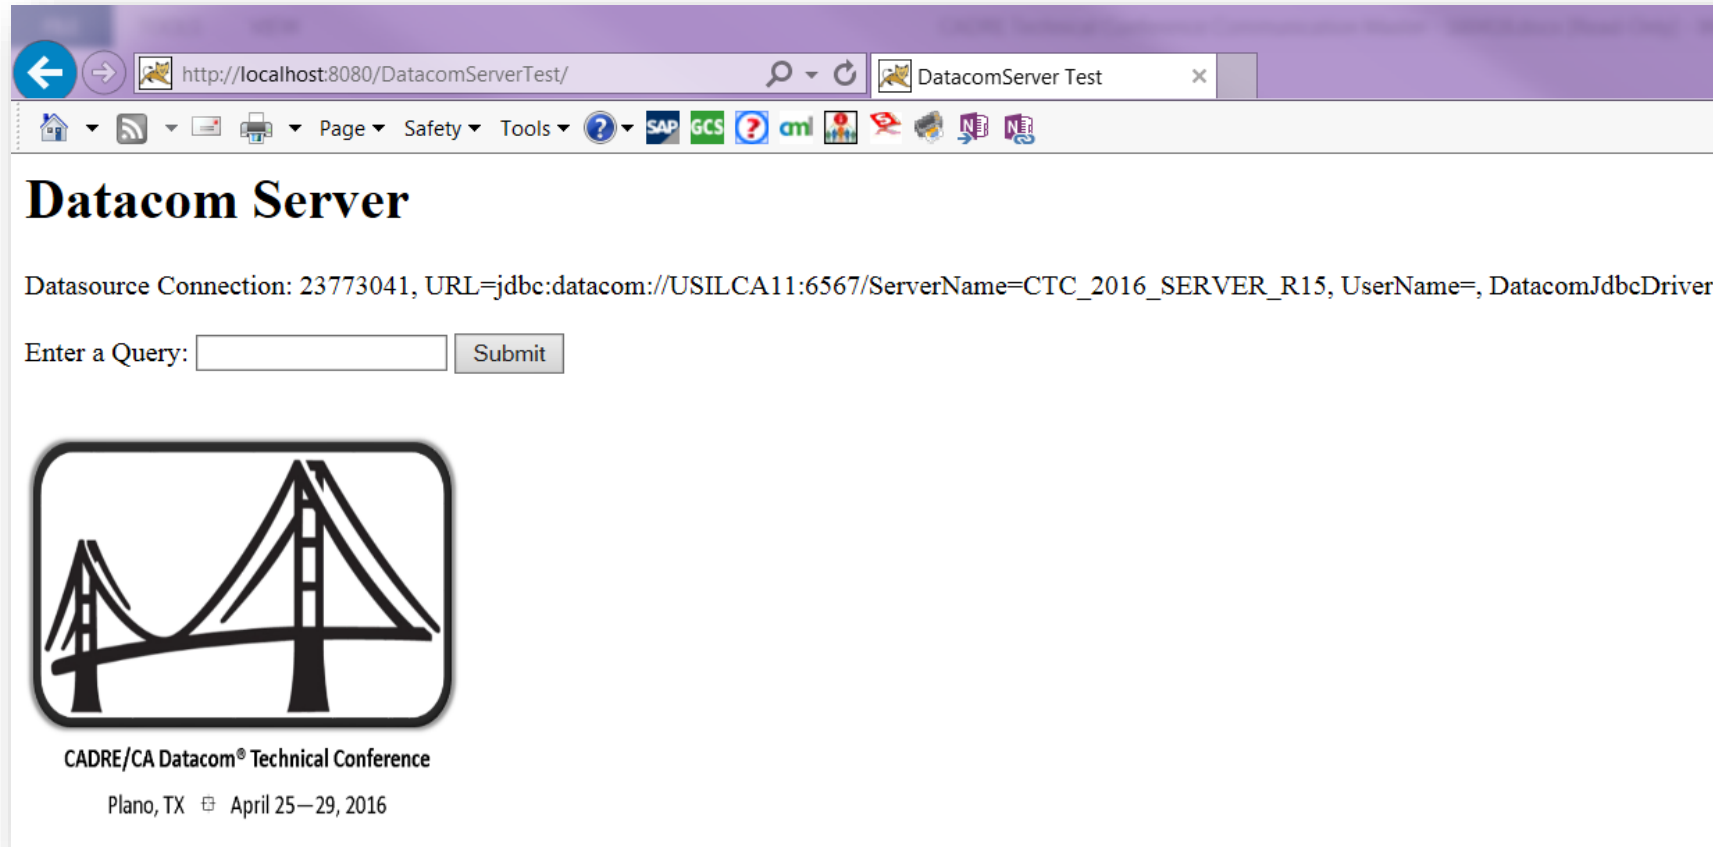 http://localhost:8080/DatacomServerTest/
DatacomServer Test
Page
Safety
Tools
SAP
GCS
cml
Datacom Server
Datasource Connection: 23773041, URL=jdbc:datacom://USILCA11:6567/ServerName=CTC_2016_SERVER_R15, UserName=, DatacomJdbcDriver
Enter a Query:
Submit
CADRE/CA Datacom® Technical Conference
Plano, TX April 25—29, 2016